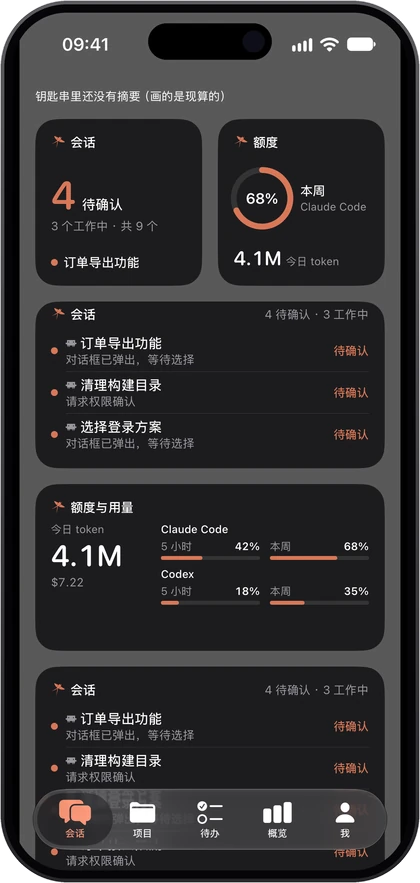 09:41
钥匙串里还没有摘要（画的是现算的）
会话
4 待确认
3 个工作中 · 共 9 个
订单导出功能
额度
68%
本周
Claude Code
4.1M 今日 token
会话
4 待确认 · 3 工作中
订单导出功能
对话框已弹出，等待选择
待确认
清理构建目录
请求权限确认
待确认
选择登录方案
对话框已弹出，等待选择
待确认
额度与用量
今日 token
4.1M
$7.22
Claude Code
5 小时 42% 本周 68%
Codex
5 小时 18% 本周 35%
会话
4 待确认 · 3 工作中
订单导出功能
对话框已弹出，等待选择
待确认
清理构建目录
请求权限确认
待确认
会话
项目
待办
概览
我
请求权限确认
待确认